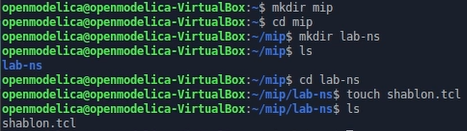 openmodelica@openmodelica-VirtualBox:~$ mkdir mip
openmodelica@openmodelica-VirtualBox:~$ cd mip
openmodelica@openmodelica-VirtualBox:~/mip$ mkdir lab-ns
openmodelica@openmodelica-VirtualBox:~/mip$ ls
lab-ns
openmodelica@openmodelica-VirtualBox:~/mip$ cd lab-ns
openmodelica@openmodelica-VirtualBox:~/mip/lab-ns$ touch shablon.tcl
openmodelica@openmodelica-VirtualBox:~/mip/lab-ns$ ls
shablon.tcl